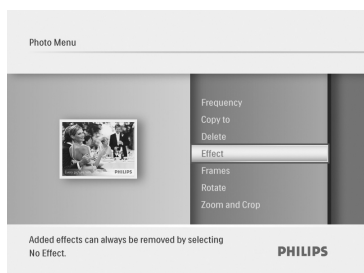 Photo Menu
Frequency
Copy to
Delete
Effect
Frames
Rotate
Zoom and Crop
PHILIPS
Added effects can always be removed by selecting
No Effect.
PHILIPS